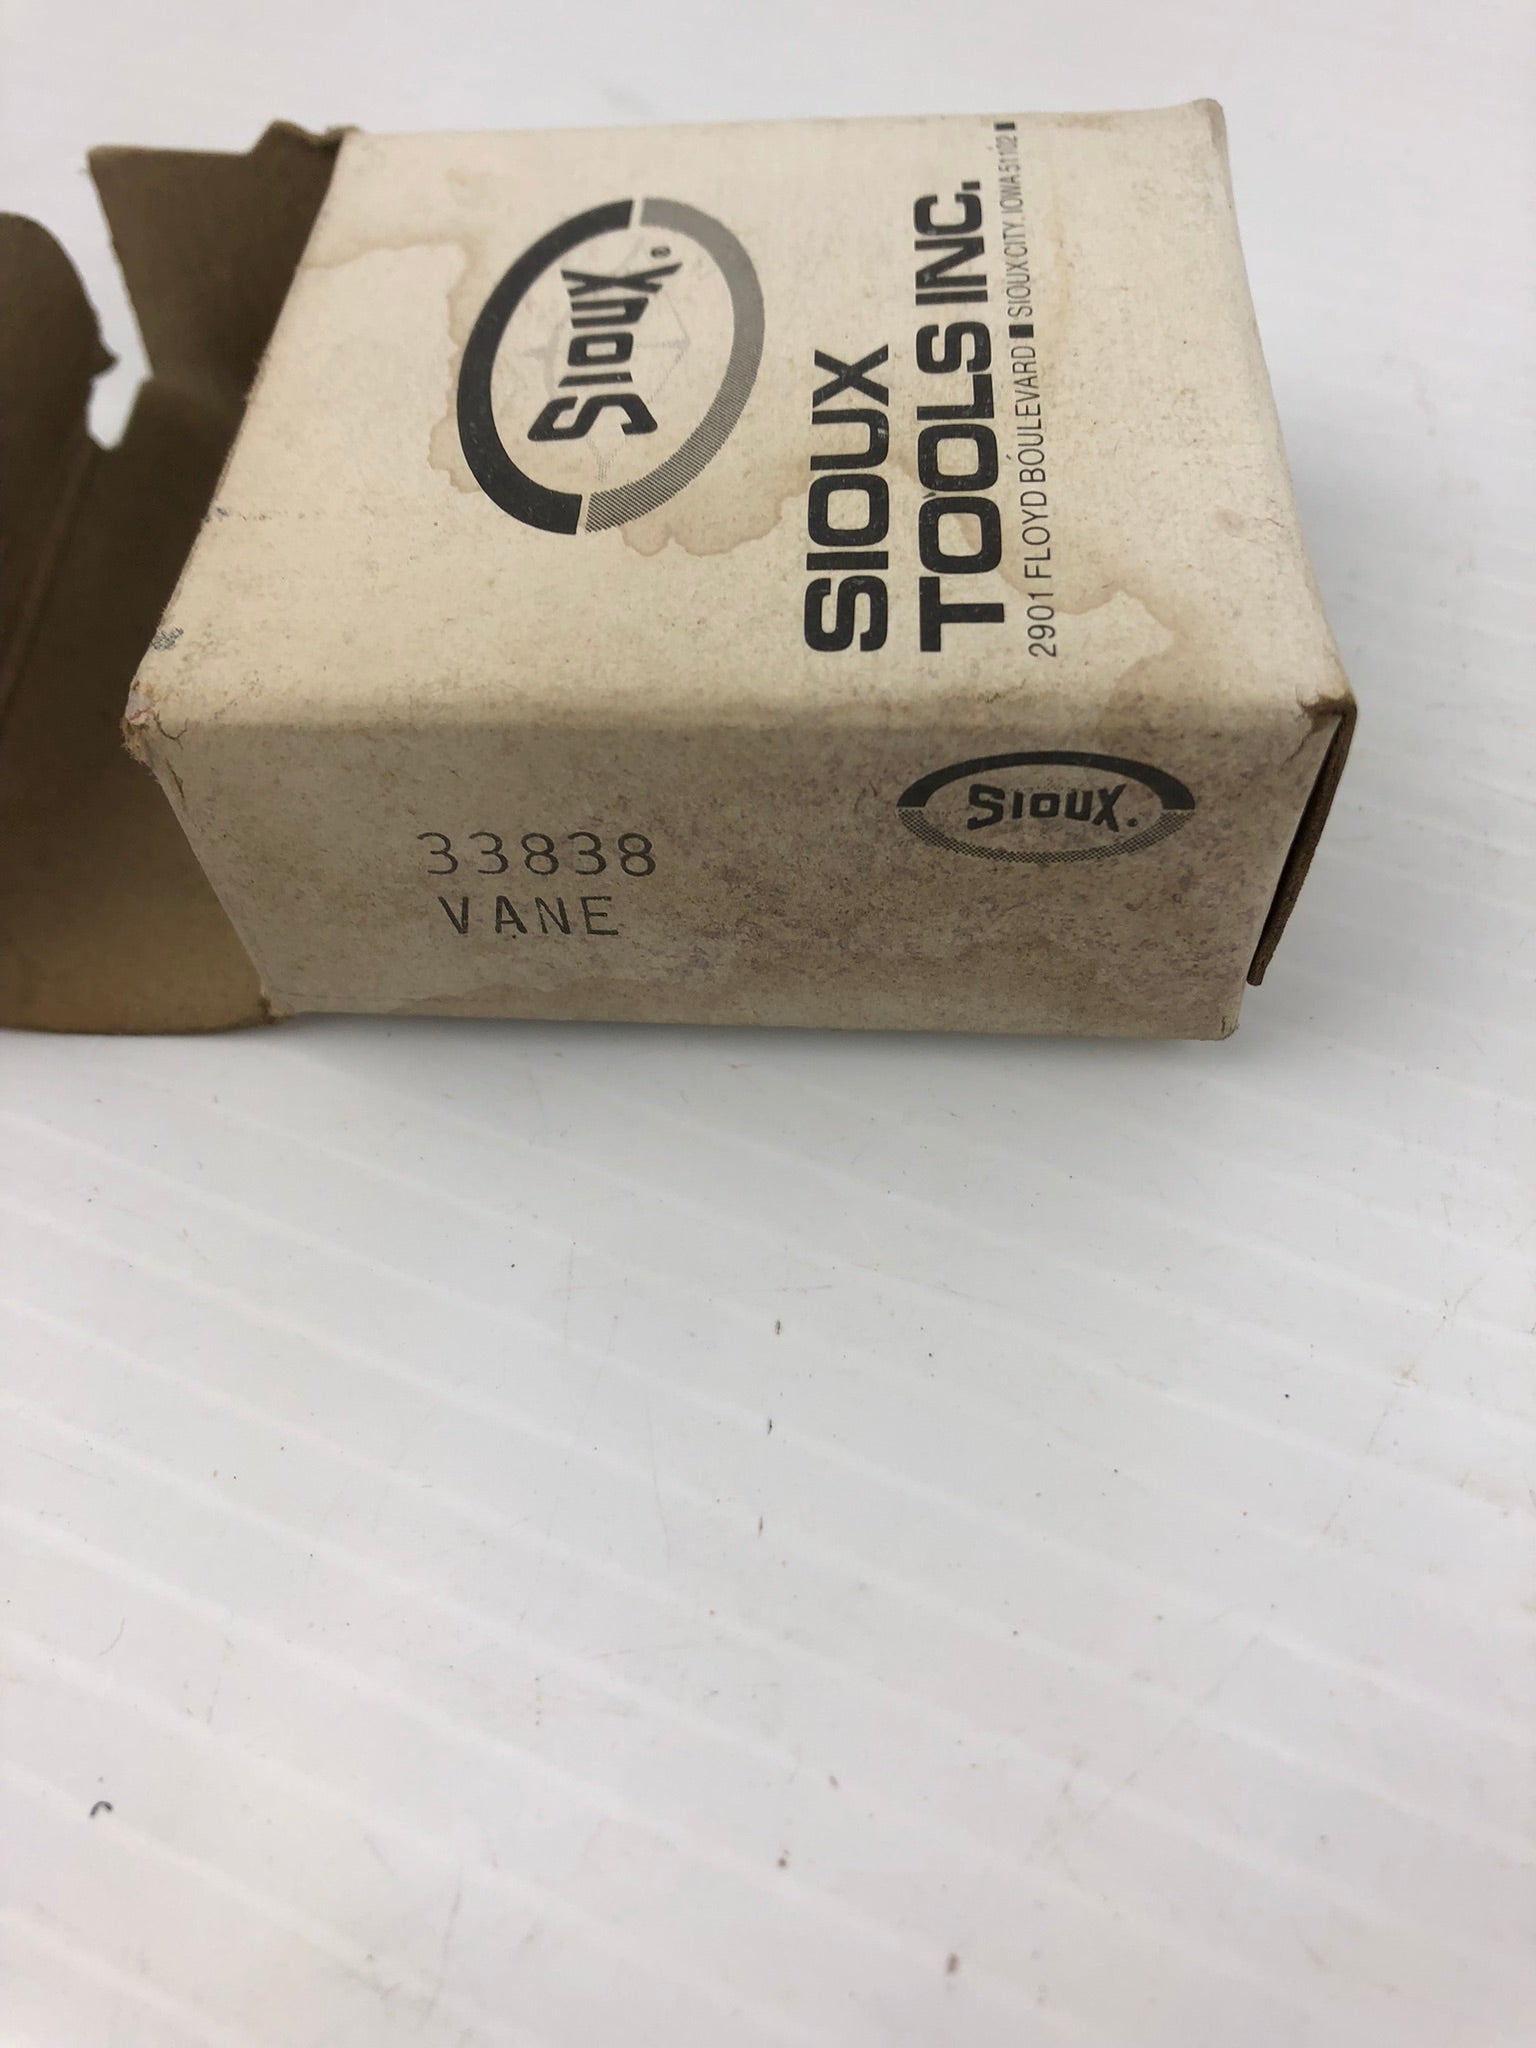 SIOUX®
SIOUX
TOOLS INC.
2901 FLOYD BOULEVARD ▮ SIOUX CITY, IOWA 51102 ▮
SIOUX®
33838
VANE